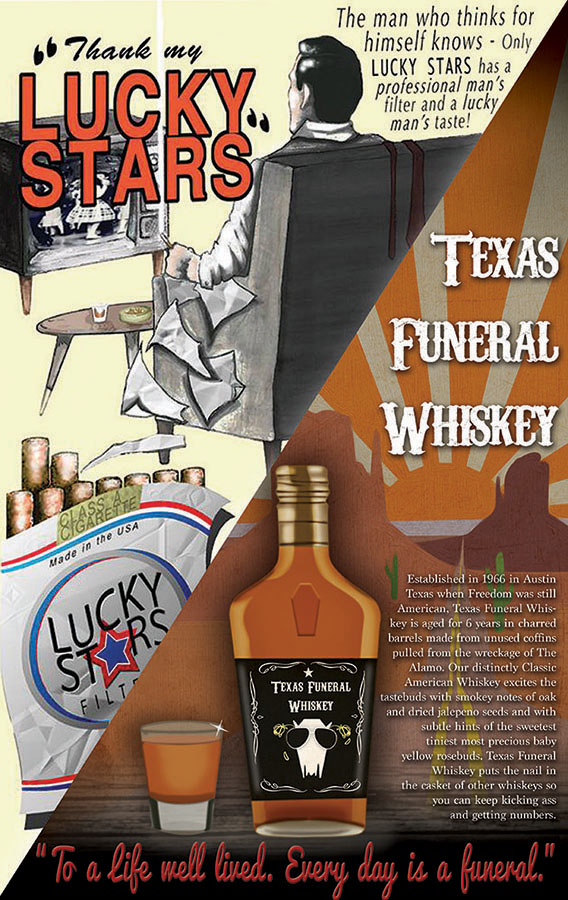 "Thank my
LUCKY
STARS"
The man who thinks for
himself knows - Only
LUCKY STARS has a
professional man's
filter and a lucky
man's taste!
TEXAS
FUNERAL
WHISKEY
CLASS A
CIGARETTE
Made in the USA
LUCKY
STARS
FILTE
TEXAS FUNERAL
WHISKEY
Established in 1966 in Austin
Texas when Freedom was still
American, Texas Funeral Whis-
key is aged for 6 years in charred
barrels made from unused coffins
pulled from the wreckage of The
Alamo. Our distinctly Classic
American Whiskey excites the
tastebuds with smokey notes of oak
and dried jalepeno seeds and with
subtle hints of the sweetest
tiniest most precious baby
yellow rosebuds. Texas Funeral
Whiskey puts the nail in
the casket of other whiskeys so
you can keep kicking ass
and getting numbers.
"To a Life well lived. Every day is a funeral."